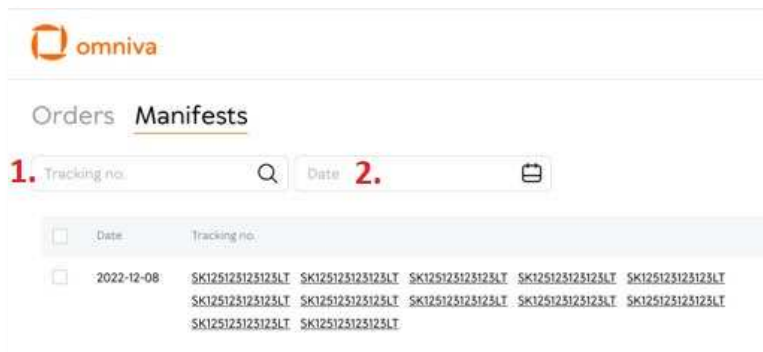 omniva
Orders Manifests
1. Tracking no. Date 2.
Date Tracking no.
2022-12-08 SK125123123123LT SK125123123123LT SK125123123123LT SK125123123123LT SK125123123123LT
SK125123123123LT SK125123123123LT SK125123123123LT SK125123123123LT SK125123123123LT
SK125123123123LT SK125123123123LT